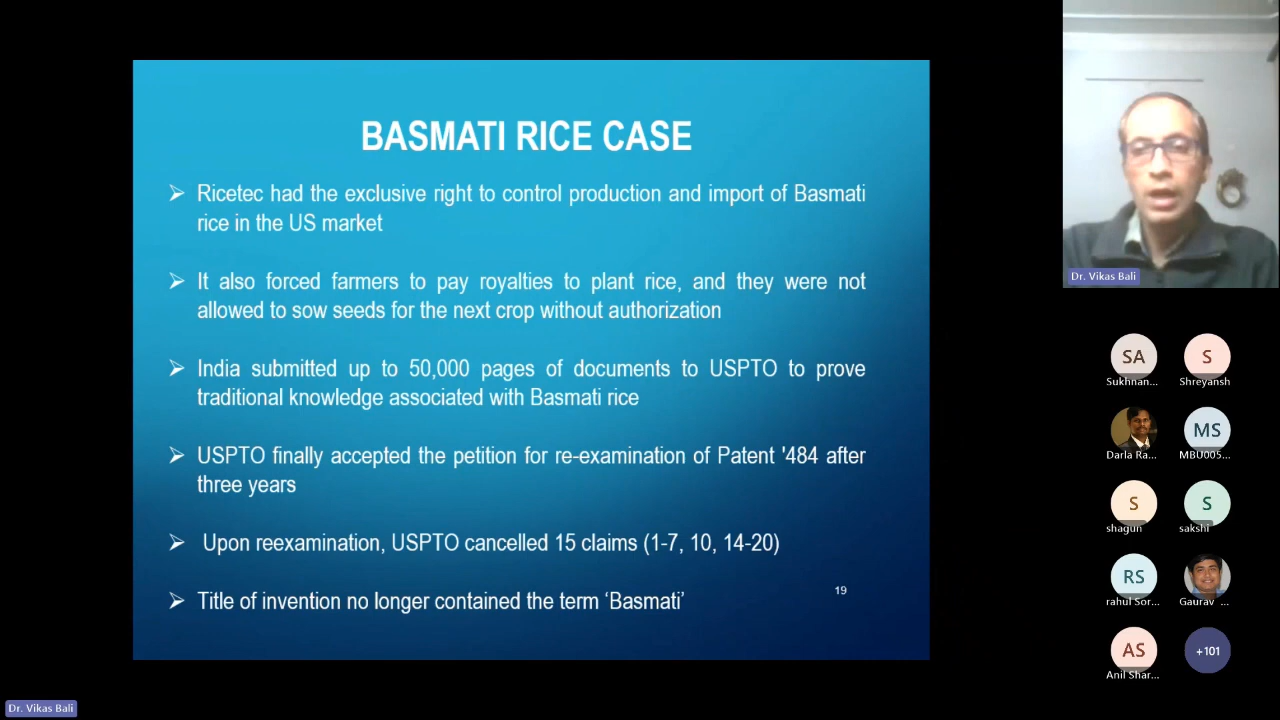 BASMATI RICE CASE
Ricetec had the exclusive right to control production and import of Basmati
rice in the US market
It also forced farmers to pay royalties to plant rice, and they were not
allowed to sow seeds for the next crop without authorization
India submitted up to 50,000 pages of documents to USPTO to prove
traditional knowledge associated with Basmati rice
USPTO finally accepted the petition for re-examination of Patent '484 after
three years
Upon reexamination, USPTO cancelled 15 claims (1-7, 10, 14-20)
Title of invention no longer contained the term ‘Basmati’
19
Dr. Vikas Bali
SA
S
Sukhnan...
Shreyansh
MS
Darla Ra...
MBU005...
S
S
shagun
sakshi
RS
rahul Sor...
Gaurav ...
AS
+101
Anil Shar...
Dr. Vikas Bali